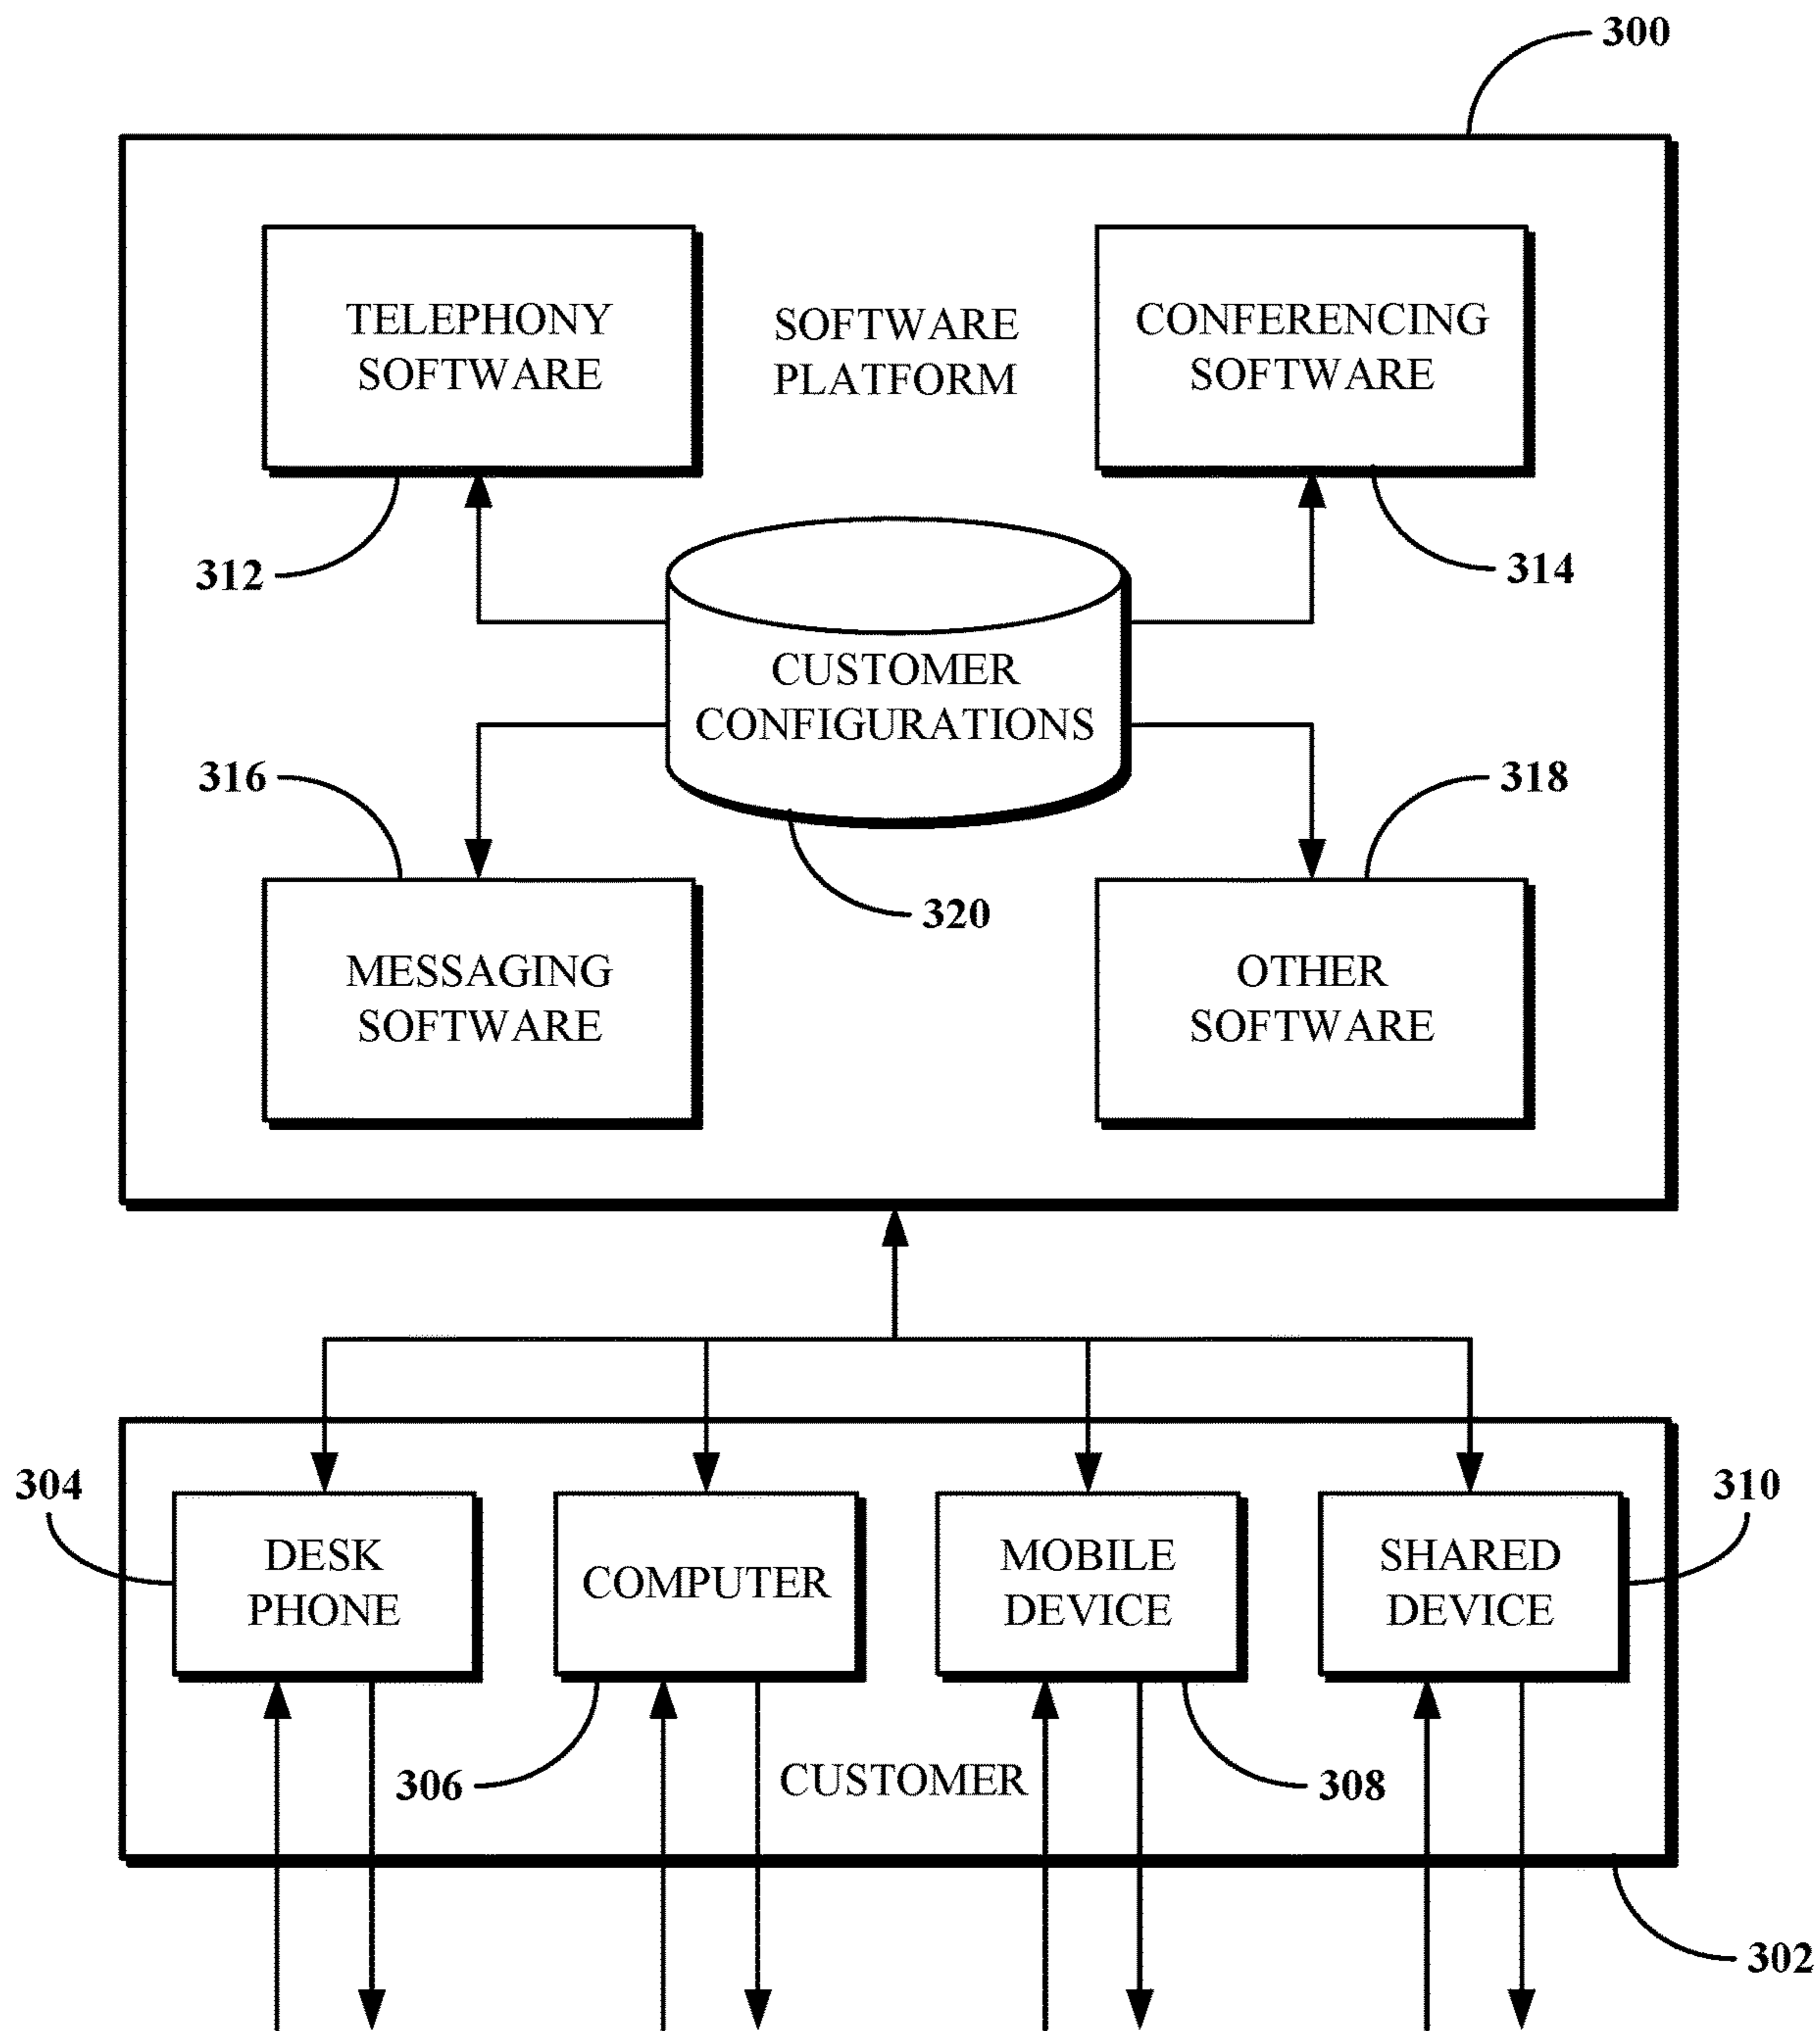 300
TELEPHONY
SOFTWARE
SOFTWARE
PLATFORM
CONFERENCING
SOFTWARE
312
314
CUSTOMER
CONFIGURATIONS
316
318
320
MESSAGING
SOFTWARE
OTHER
SOFTWARE
304
310
DESK
PHONE
COMPUTER
MOBILE
DEVICE
SHARED
DEVICE
306
CUSTOMER
308
302